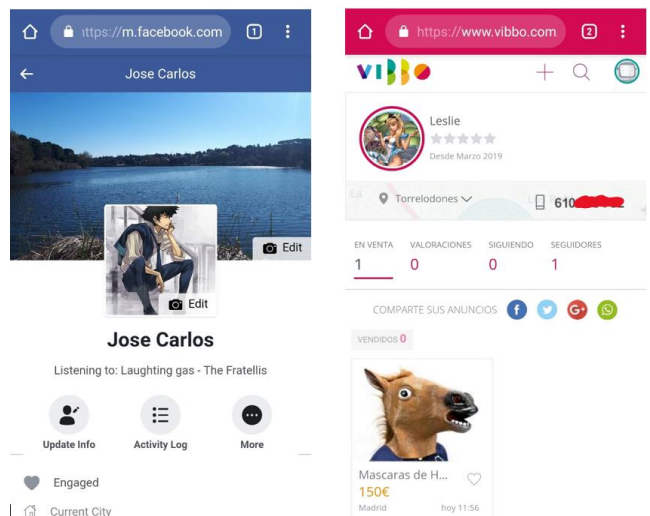 https://m.facebook.com
1
Jose Carlos
Edit
Edit
Jose Carlos
Listening to: Laughting gas - The Fratellis
Update Info
Activity Log
More
Engaged
Current City
https://www.vibbo.com
2
VIBBO
Leslie
Desde Marzo 2019
Torrelodones
610
EN VENTA VALORACIONES SIGUIENDO SEGUIDORES
1 0 0 1
COMPARTE SUS ANUNCIOS
VENDIDOS 0
Mascaras de H...
150€
Madrid hoy 11:56